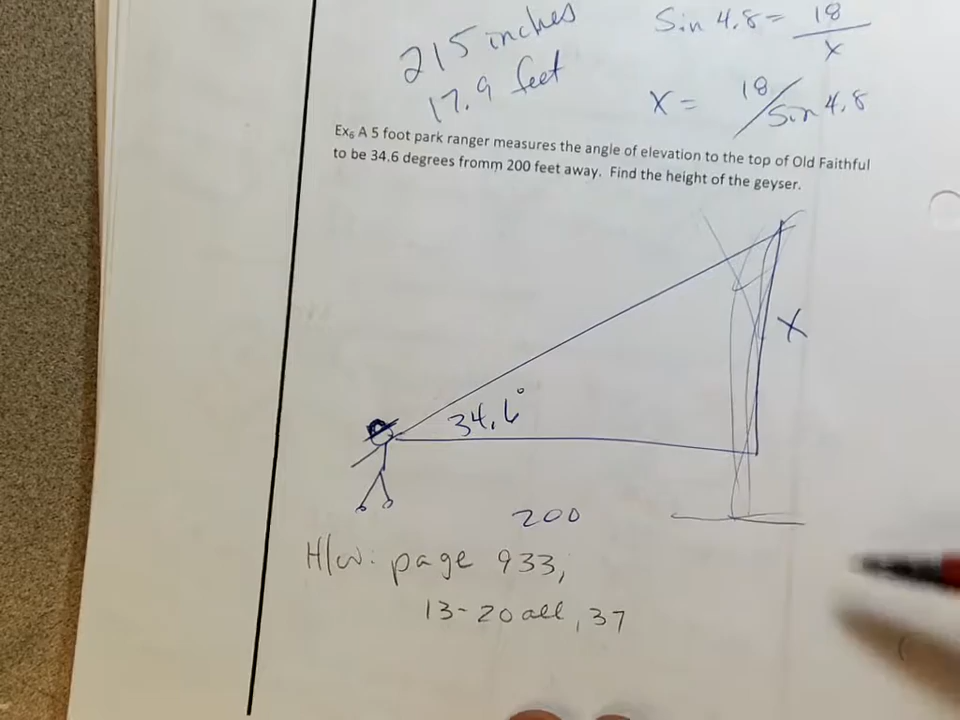 215 inches
17.9 feet
Sin 4.8 = 18/x
x = 18/Sin 4.8
Ex₆ A 5 foot park ranger measures the angle of elevation to the top of Old Faithful
to be 34.6 degrees fromm 200 feet away. Find the height of the geyser.
x
34.6°
200
H/w: page 933,
13-20 all, 37